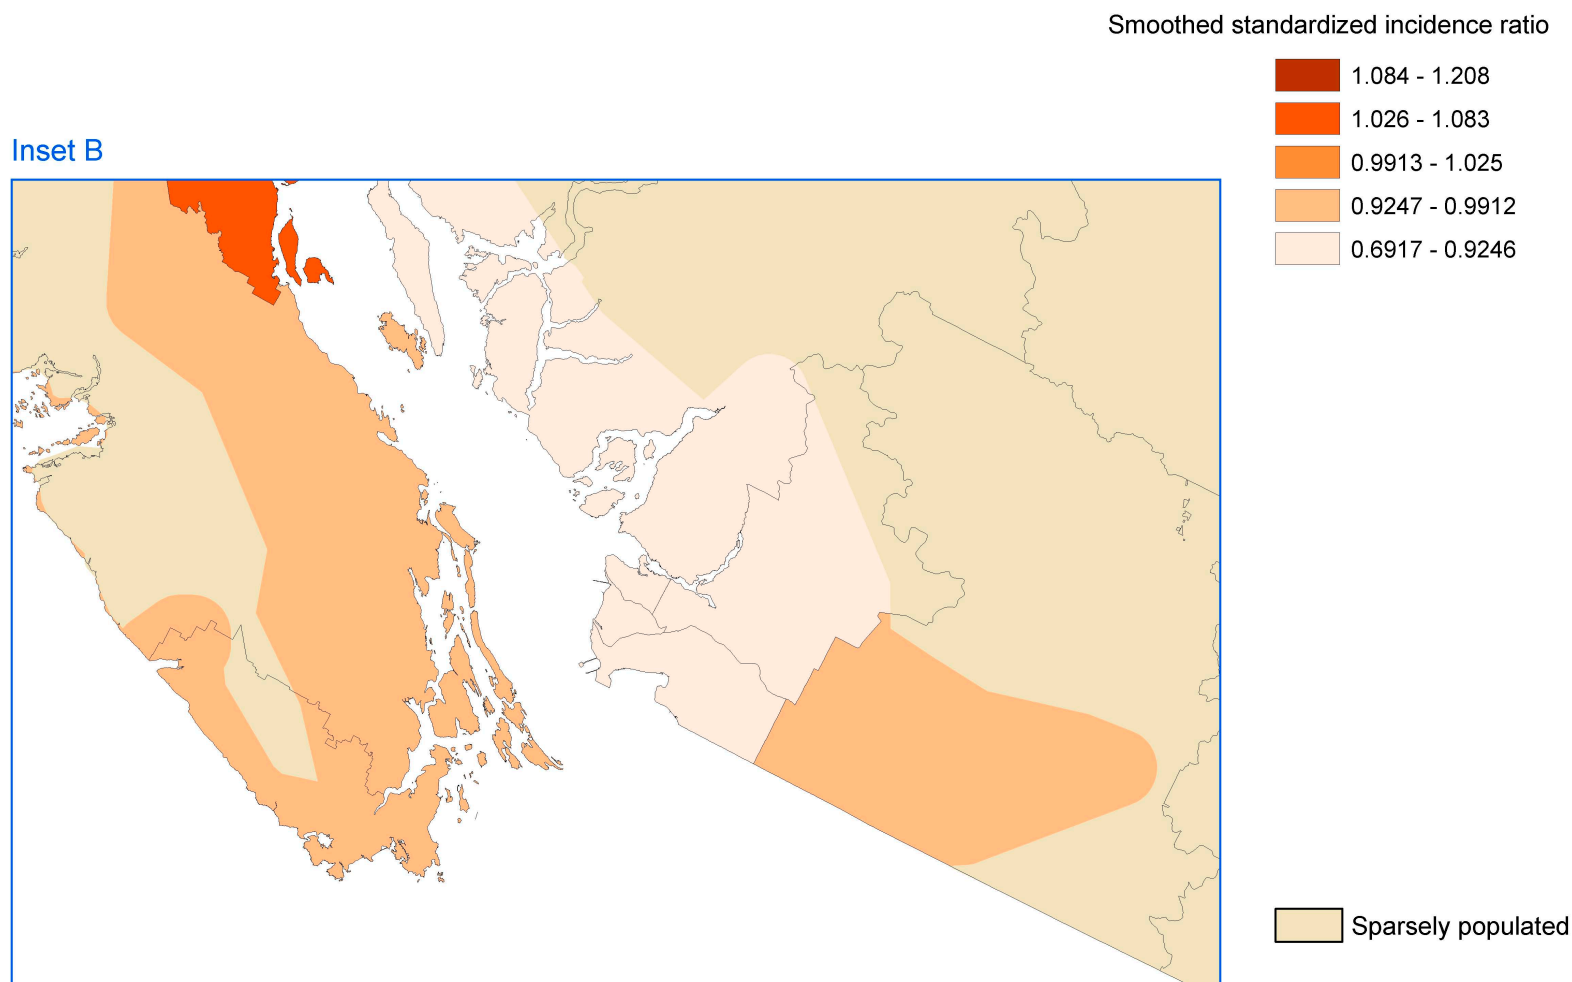 Smoothed standardized incidence ratio
1.084 - 1.208
1.026 - 1.083
0.9913 - 1.025
0.9247 - 0.9912
0.6917 - 0.9246
Inset B
Sparsely populated